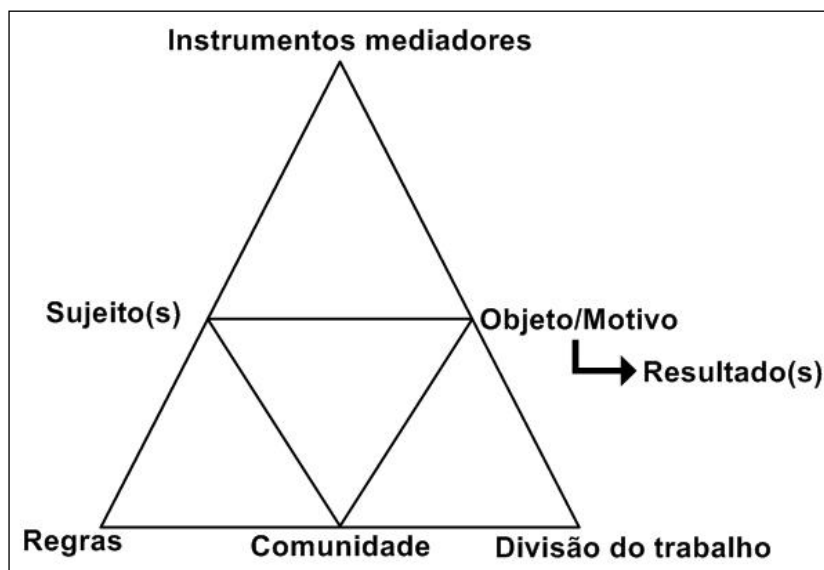 Instrumentos mediadores
Sujeito(s)
Objeto/Motivo
Resultado(s)
Regras
Comunidade
Divisão do trabalho